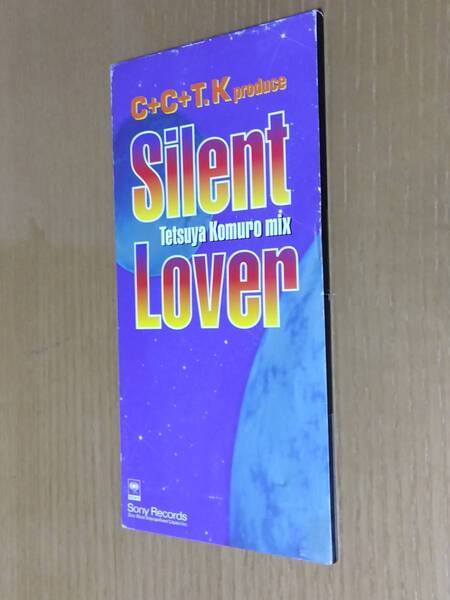 C+C+T.K produce
Silent
Tetsuya Komuro mix
Lover
Sony Records